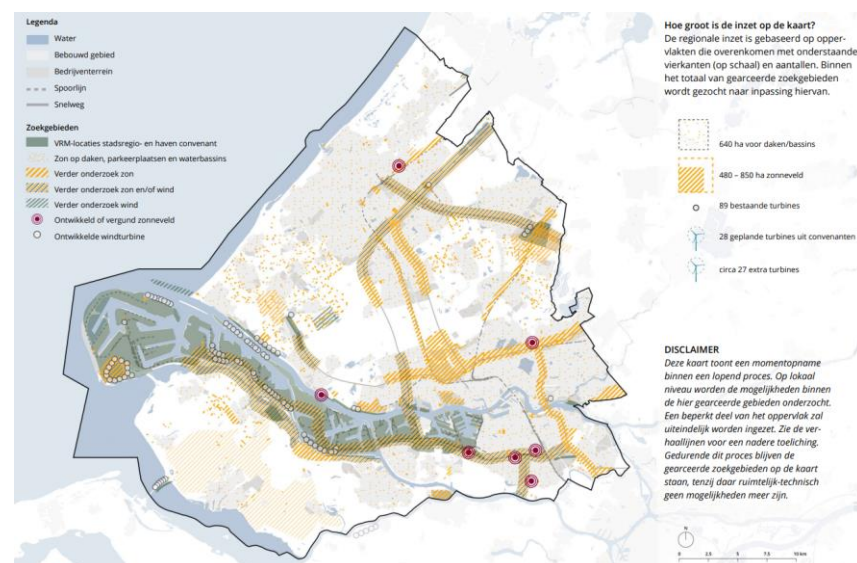 Legenda
Water
Bebouwd gebied
Bedrijventerrein
Spoorlijn
Snelweg
Zoekgebieden
VRM-locaties stadsregio- en haven convenant
Zon op daken, parkeerplaatsen en waterbassins
Verder onderzoek zon
Verder onderzoek zon en/of wind
Verder onderzoek wind
Ontwikkeld of vergund zonneveld
Ontwikkelde windturbine
Hoe groot is de inzet op de kaart?
De regionale inzet is gebaseerd op opper-
vlakten die overenkomen met onderstaande
vierkanten (op schaal) en aantallen. Binnen
het totaal van gearceerde zoekgebieden
wordt gezocht naar inpassing hiervan.
640 ha voor daken/bassins
480 – 850 ha zonneveld
89 bestaande turbines
28 geplande turbines uit convenanten
circa 27 extra turbines
DISCLAIMER
Deze kaart toont een momentopname
binnen een lopend proces. Op lokaal
niveau worden de mogelijkheden binnen
de hier gearceerde gebieden onderzocht.
Een beperkt deel van het oppervlak zal
uiteindelijk worden ingezet. Zie de ver-
haallijnen voor een nadere toelichting.
Gedurende dit proces blijven de
gearceerde zoekgebieden op de kaart
staan, tenzij daar ruimtelijk-technisch
geen mogelijkheden meer zijn.
N
0 2,5 5 7,5 10 km